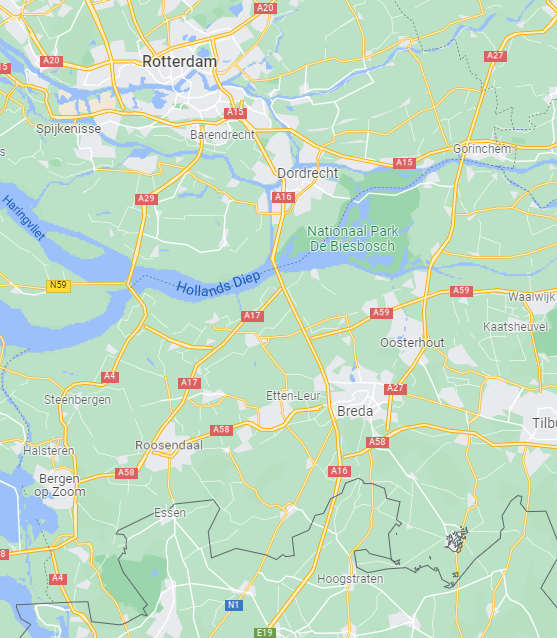 A20
A20
A27
Rotterdam
15
A15
Spijkenisse
Barendrecht
s
Gorinchem
A15
Dordrecht
A29
A16
Haringvliet
Nationaal Park
De Biesbosch
Hollands Diep
N59
A59
Waalwijk
A17
A59
Kaatsheuvel
Oosterhout
A4
A17
A27
Steenbergen
Etten-Leur
Breda
A58
Tilbu
A58
Roosendaal
Halsteren
A58
A16
Bergen
op Zoom
Essen
8
A4
Hoogstraten
N1
E19